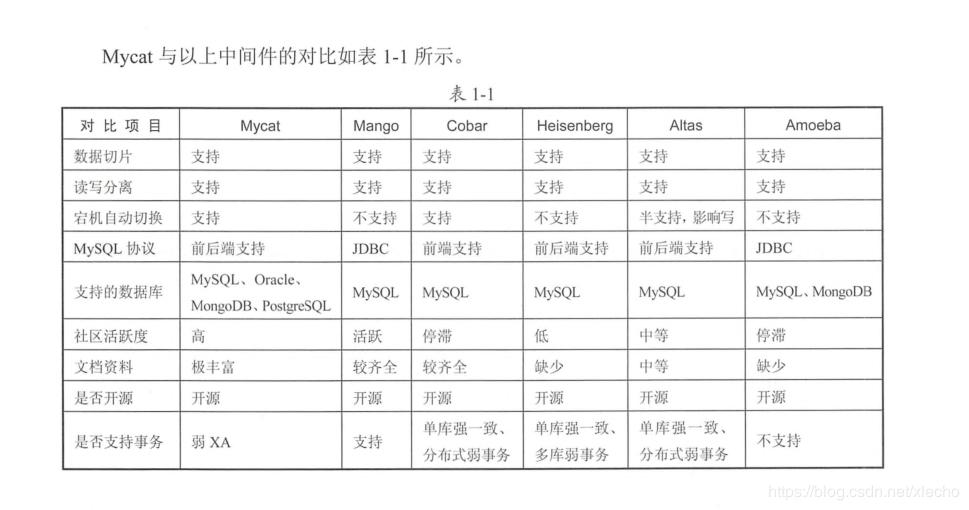 Mycat 与以上中间件的对比如表 1-1 所示。
表 1-1
对 比 项 目 Mycat Mango Cobar Heisenberg Altas Amoeba
数据切片 支持 支持 支持 支持 支持 支持
读写分离 支持 支持 支持 支持 支持 支持
宕机自动切换 支持 不支持 支持 不支持 半支持，影响写 不支持
MySQL 协议 前后端支持 JDBC 前端支持 前后端支持 前后端支持 JDBC
支持的数据库 MySQL、Oracle、
MongoDB、PostgreSQL MySQL MySQL MySQL MySQL MySQL、MongoDB
社区活跃度 高 活跃 停滞 低 中等 停滞
文档资料 极丰富 较齐全 较齐全 缺少 中等 缺少
是否开源 开源 开源 开源 开源 开源 开源
是否支持事务 弱 XA 支持 单库强一致、 单库强一致、 单库强一致、 不支持
分布式弱事务 多库弱事务 分布式弱事务
https://blog.csdn.net/xlecho